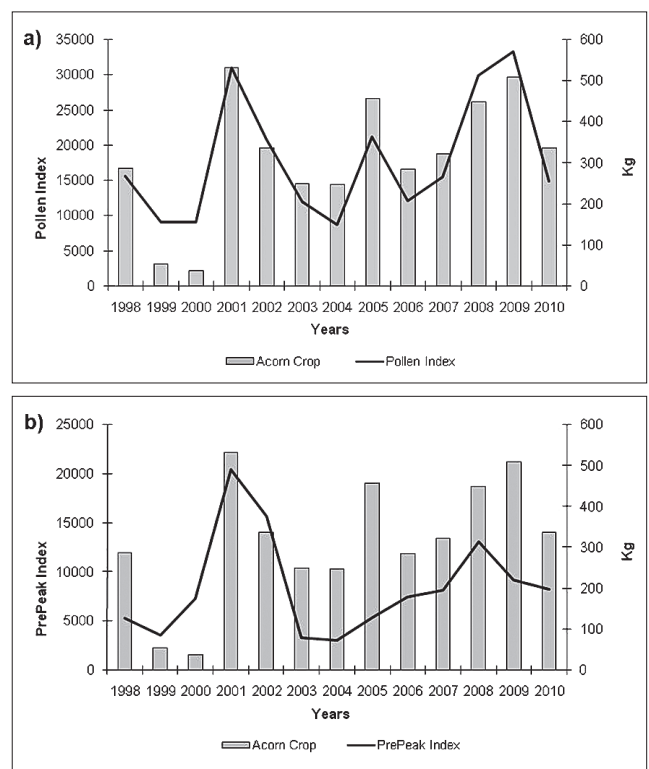 a)
35000 600
30000 500
25000 400
20000 300
15000 200
10000 100
5000 0
0
Pollen Index
Kg
1998 1999 2000 2001 2002 2003 2004 2005 2006 2007 2008 2009 2010
Years
Acorn Crop Pollen Index
b)
25000 600
20000 500
15000 400
10000 300
5000 200
0 100
0
PrePeak Index
Kg
1998 1999 2000 2001 2002 2003 2004 2005 2006 2007 2008 2009 2010
Years
Acorn Crop PrePeak Index